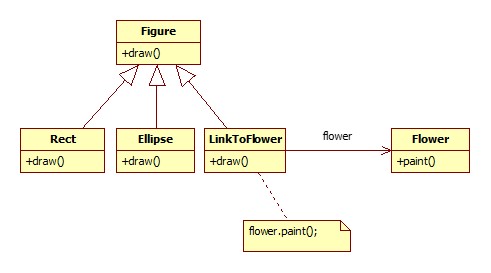 Figure
+draw()
Rect
+draw()
Ellipse
+draw()
LinkToFlower
+draw()
flower
Flower
+paint()
flower.paint();